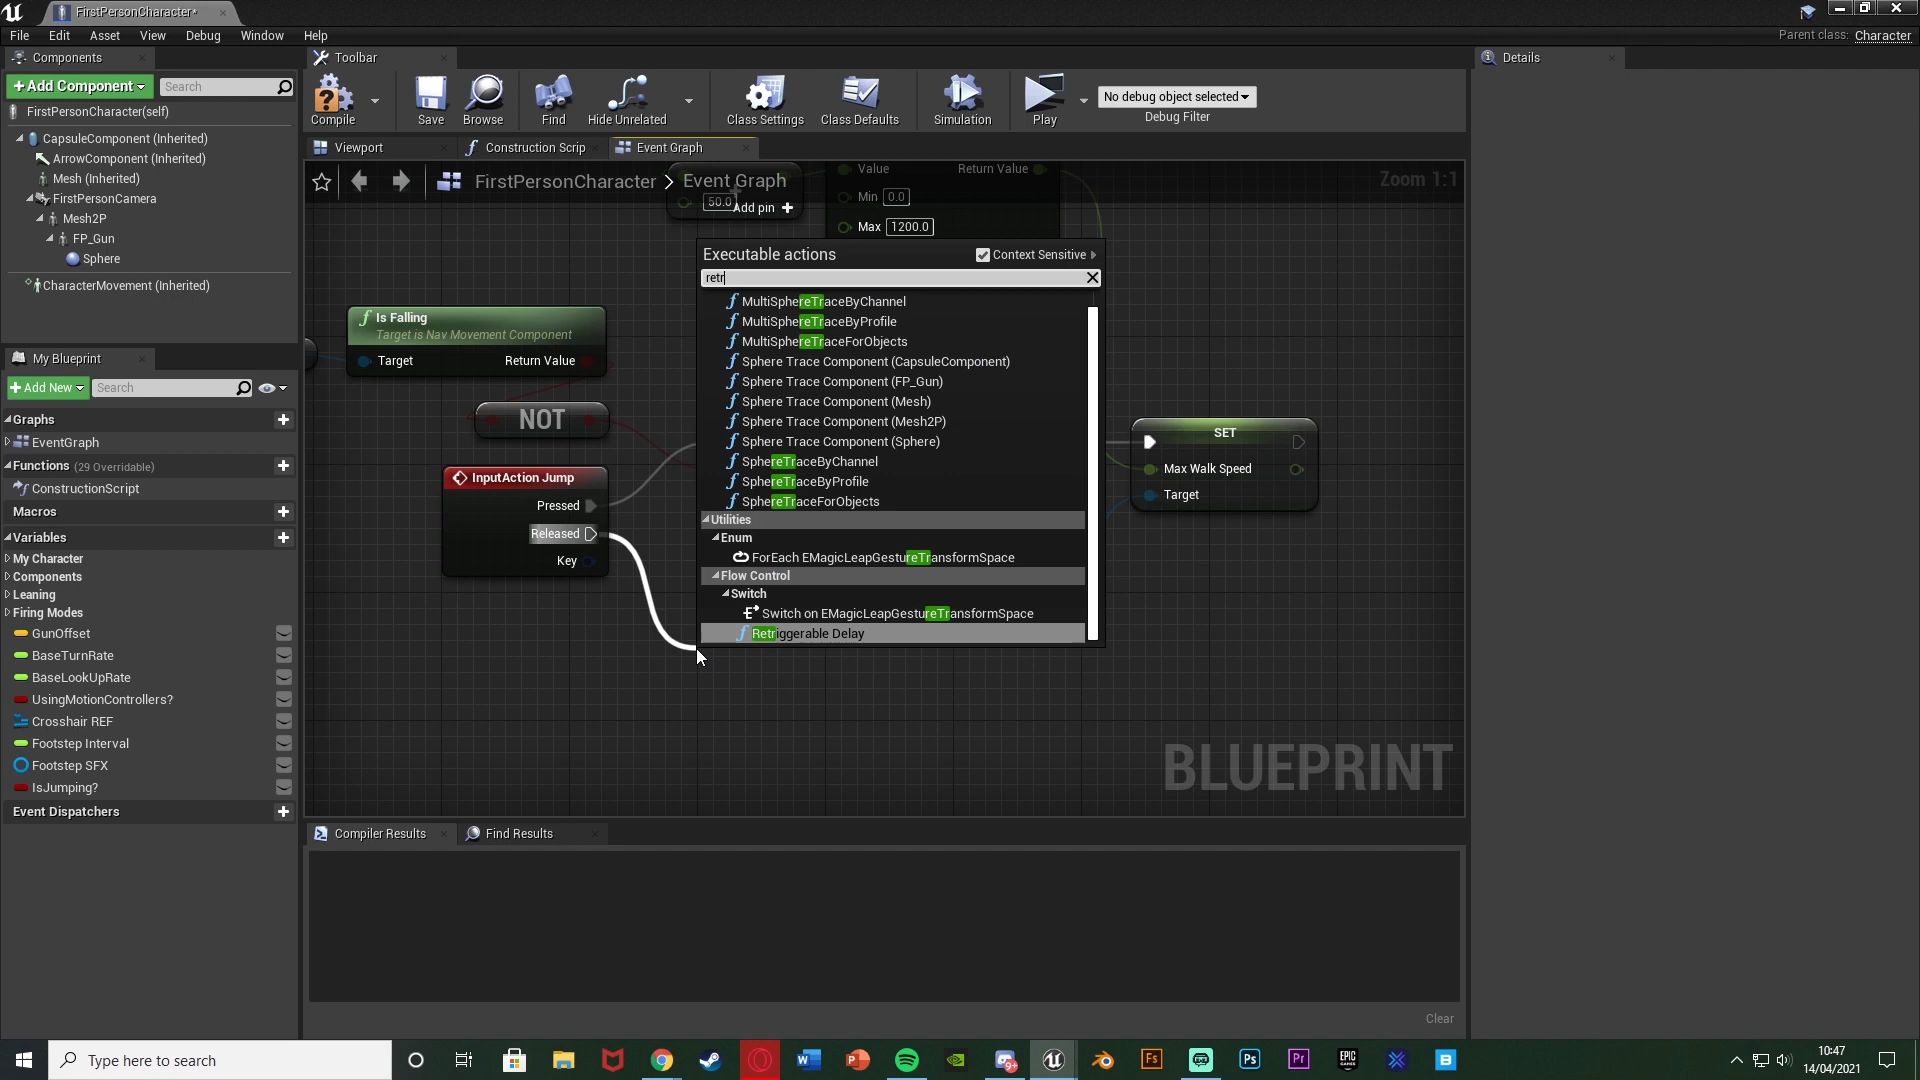 FirstPersonCharacter*
File Edit Asset View Debug Window Help
Parent class: Character
Components
Toolbar
Details
+Add Component
Search
Compile
Save
Browse
Find
Hide Unrelated
Class Settings
Class Defaults
Simulation
Play
No debug object selected
Debug Filter
FirstPersonCharacter(self)
CapsuleComponent (Inherited)
ArrowComponent (Inherited)
Mesh (Inherited)
FirstPersonCamera
Mesh2P
FP_Gun
Sphere
CharacterMovement (Inherited)
Viewport
Construction Scrip
Event Graph
FirstPersonCharacter > Event Graph
Zoom 1:1
50.0
Add pin +
Value
Return Value
Min 0.0
Max 1200.0
Executable actions
Context Sensitive
retr
MultiSphereTraceByChannel
MultiSphereTraceByProfile
MultiSphereTraceForObjects
Sphere Trace Component (CapsuleComponent)
Sphere Trace Component (FP_Gun)
Sphere Trace Component (Mesh)
Sphere Trace Component (Mesh2P)
Sphere Trace Component (Sphere)
SphereTraceByChannel
SphereTraceByProfile
SphereTraceForObjects
Utilities
Enum
ForEach EMagicLeapGestureTransformSpace
Flow Control
Switch
Switch on EMagicLeapGestureTransformSpace
Retriggerable Delay
Is Falling
Target is Nav Movement Component
Target
Return Value
NOT
InputAction Jump
Pressed
Released
Key
SET
Max Walk Speed
Target
BLUEPRINT
My Blueprint
+Add New
Search
Graphs
EventGraph
Functions (29 Overridable)
ConstructionScript
Macros
Variables
My Character
Components
Leaning
Firing Modes
GunOffset
BaseTurnRate
BaseLookUpRate
UsingMotionControllers?
Crosshair REF
Footstep Interval
Footstep SFX
IsJumping?
Event Dispatchers
Compiler Results
Find Results
Clear
Type here to search
9+
Fs
Ps
Pr
EPIC GAMES
10:47
14/04/2021